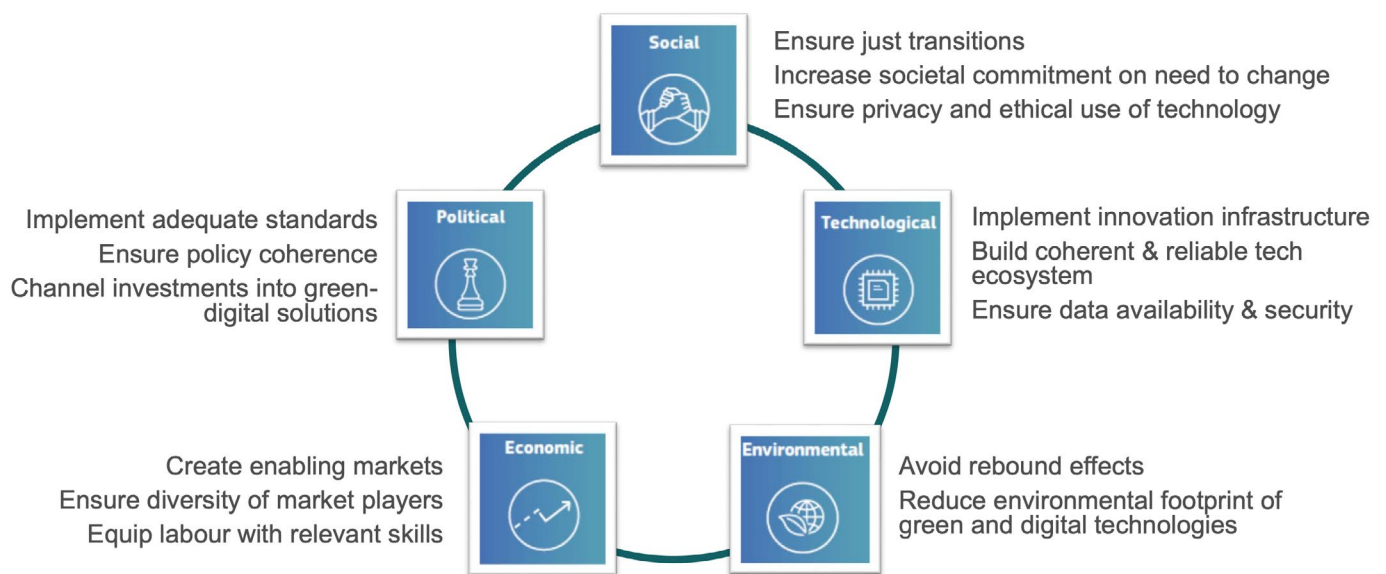 Social
Ensure just transitions
Increase societal commitment on need to change
Ensure privacy and ethical use of technology
Technological
Implement innovation infrastructure
Build coherent & reliable tech
ecosystem
Ensure data availability & security
Environmental
Avoid rebound effects
Reduce environmental footprint of
green and digital technologies
Economic
Create enabling markets
Ensure diversity of market players
Equip labour with relevant skills
Political
Implement adequate standards
Ensure policy coherence
Channel investments into green-
digital solutions